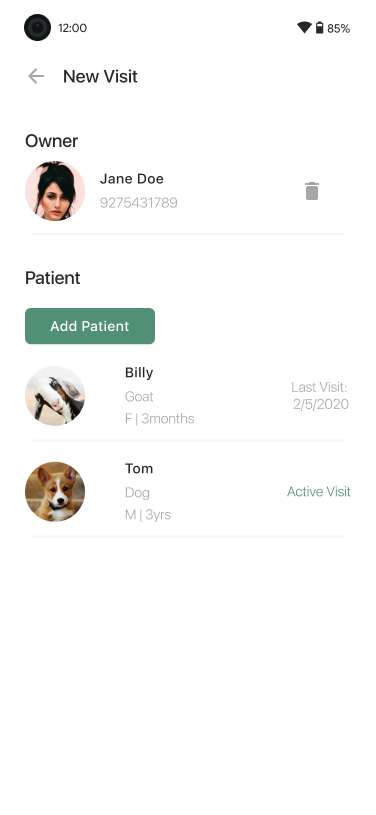 12:00
85%
New Visit
Owner
Jane Doe
9275431789
Patient
Add Patient
Billy
Goat
F | 3months
Last Visit:
2/5/2020
Tom
Dog
M | 3yrs
Active Visit